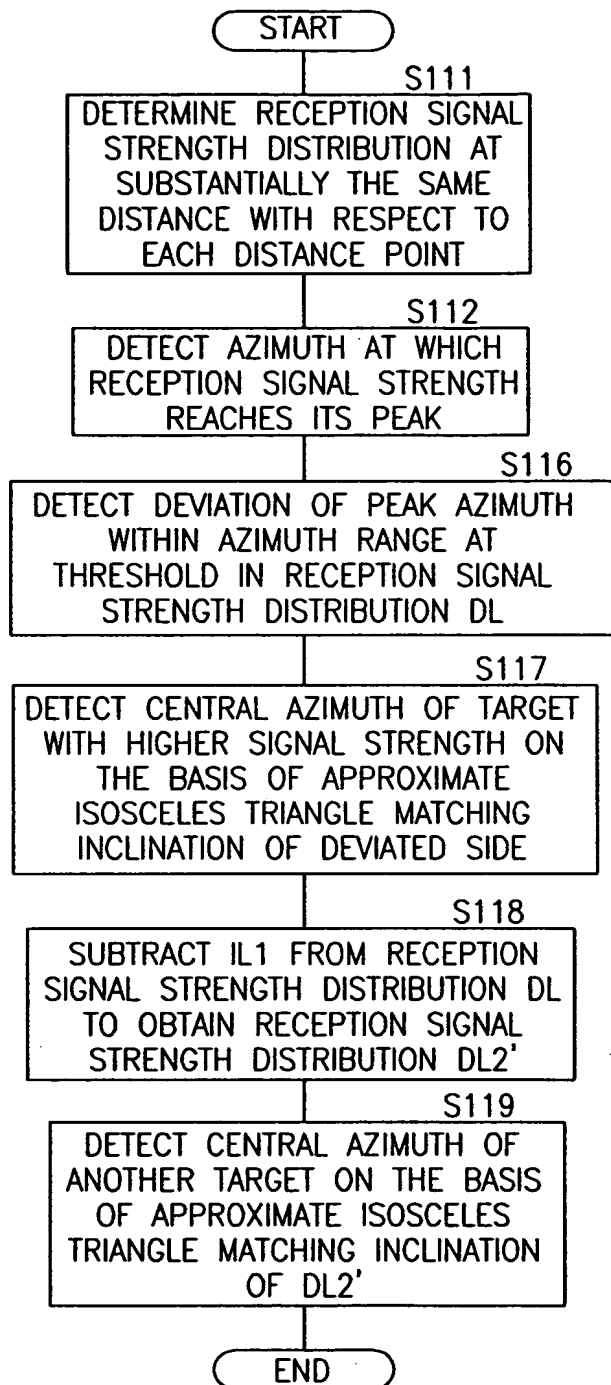 START
S111
DETERMINE RECEPTION SIGNAL
STRENGTH DISTRIBUTION AT
SUBSTANTIALLY THE SAME
DISTANCE WITH RESPECT TO
EACH DISTANCE POINT
S112
DETECT AZIMUTH AT WHICH
RECEPTION SIGNAL STRENGTH
REACHES ITS PEAK
S116
DETECT DEVIATION OF PEAK AZIMUTH
WITHIN AZIMUTH RANGE AT
THRESHOLD IN RECEPTION SIGNAL
STRENGTH DISTRIBUTION DL
S117
DETECT CENTRAL AZIMUTH OF TARGET
WITH HIGHER SIGNAL STRENGTH ON
THE BASIS OF APPROXIMATE
ISOSCELES TRIANGLE MATCHING
INCLINATION OF DEVIATED SIDE
S118
SUBTRACT IL1 FROM RECEPTION
SIGNAL STRENGTH DISTRIBUTION DL
TO OBTAIN RECEPTION SIGNAL
STRENGTH DISTRIBUTION DL2'
S119
DETECT CENTRAL AZIMUTH OF
ANOTHER TARGET ON THE BASIS
OF APPROXIMATE ISOSCELES
TRIANGLE MATCHING INCLINATION
OF DL2'
END